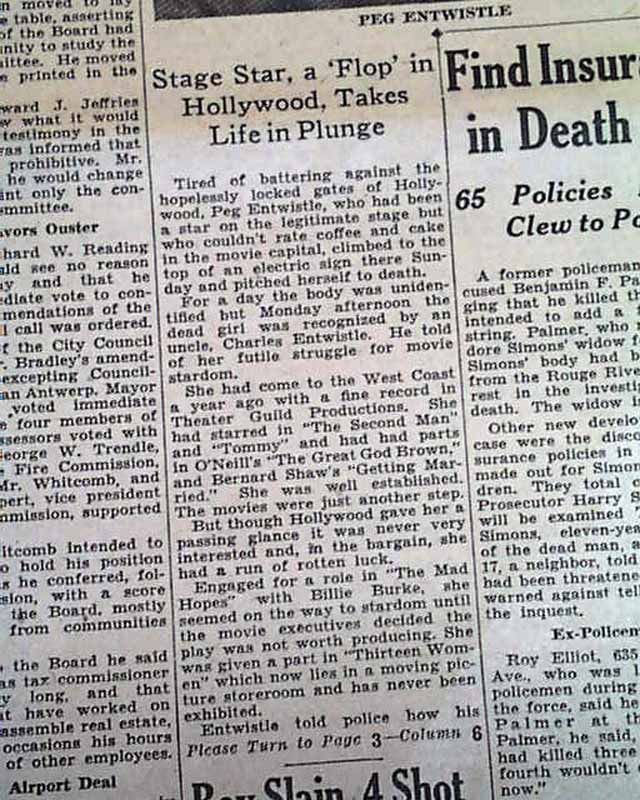 n moved to lay
e table, asserting
of the Board had
unity to study the
ittee. He moved
e printed in the
ward J. Jeffries
w what it would
testimony in the
as informed that
prohibitive. Mr.
he would change
nt only the con-
mmittee.
vors Ouster
hard W. Reading
ld see no reason
y and that he
ediate vote to con-
mendations of the
l call was ordered.
f the City Council
r. Bradley's amend-
excepting Council-
an Antwerp. Mayor
voted immediate
e four members of
sessors voted with
eorge W. Trendle,
Fire Commission,
Mr. Whitcomb, and
pert, vice president
mmission, supported
itcomb intended to
o hold his position
s he conferred, fol-
sion, with a score
the Board, mostly
from communities
, the Board he said
as tax commissioner
y long, and that
t have worked on
assemble real estate,
occasions his hours
of other employees.
Airport Deal
PEG ENTWISTLE
Stage Star, a 'Flop' in
Hollywood, Takes
Life in Plunge
Tired of battering against the
hopelessly locked gates of Holly-
wood, Peg Entwistle, who had been
a star on the legitimate stage but
who couldn't rate coffee and cake
in the movie capital, climbed to the
top of an electric sign there Sun-
day and pitched herself to death.
For a day the body was uniden-
tified but Monday afternoon the
dead girl was recognized by an
uncle, Charles Entwistle. He told
of her futile struggle for movie
stardom.
She had come to the West Coast
a year ago with a fine record in
Theater Guild Productions. She
had starred in "The Second Man"
and "Tommy" and had had parts
in O'Neill's "The Great God Brown,"
and Bernard Shaw's "Getting Mar-
ried." She was well established.
The movies were just another step.
But though Hollywood gave her a
passing glance it was never very
interested and, in the bargain, she
had a run of rotten luck.
Engaged for a role in "The Mad
Hopes" with Billie Burke, she
seemed on the way to stardom until
the movie executives decided the
play was not worth producing. She
was given a part in "Thirteen Wom-
en" which now lies in a moving pic-
ture storeroom and has never been
exhibited.
Entwistle told police how his
Please Turn to Page 3—Column 6
Boy Slain, 4 Shot
Find Insur
in Death
65 Policies
Clew to Po
A former policeman
cused Benjamin F. Pa
ging that he killed th
intended to add a f
string. Palmer, who
dore Simons' widow f
Simons' body had b
from the Rouge Rive
rest in the investi
death. The widow i
Other new develo
case were the disco
surance policies in
made out for Simon
dren. They total
Prosecutor Harry S
will be examined
Simons, eleven-yea
of the dead man, a
17, a neighbor, told
had been threatene
warned against tell
the inquest.
Ex-Policen
Roy Elliot, 635
Ave., who was
policemen during
the force, said he
Palmer at th
Palmer, he said,
had killed three
fourth wouldn't
now."